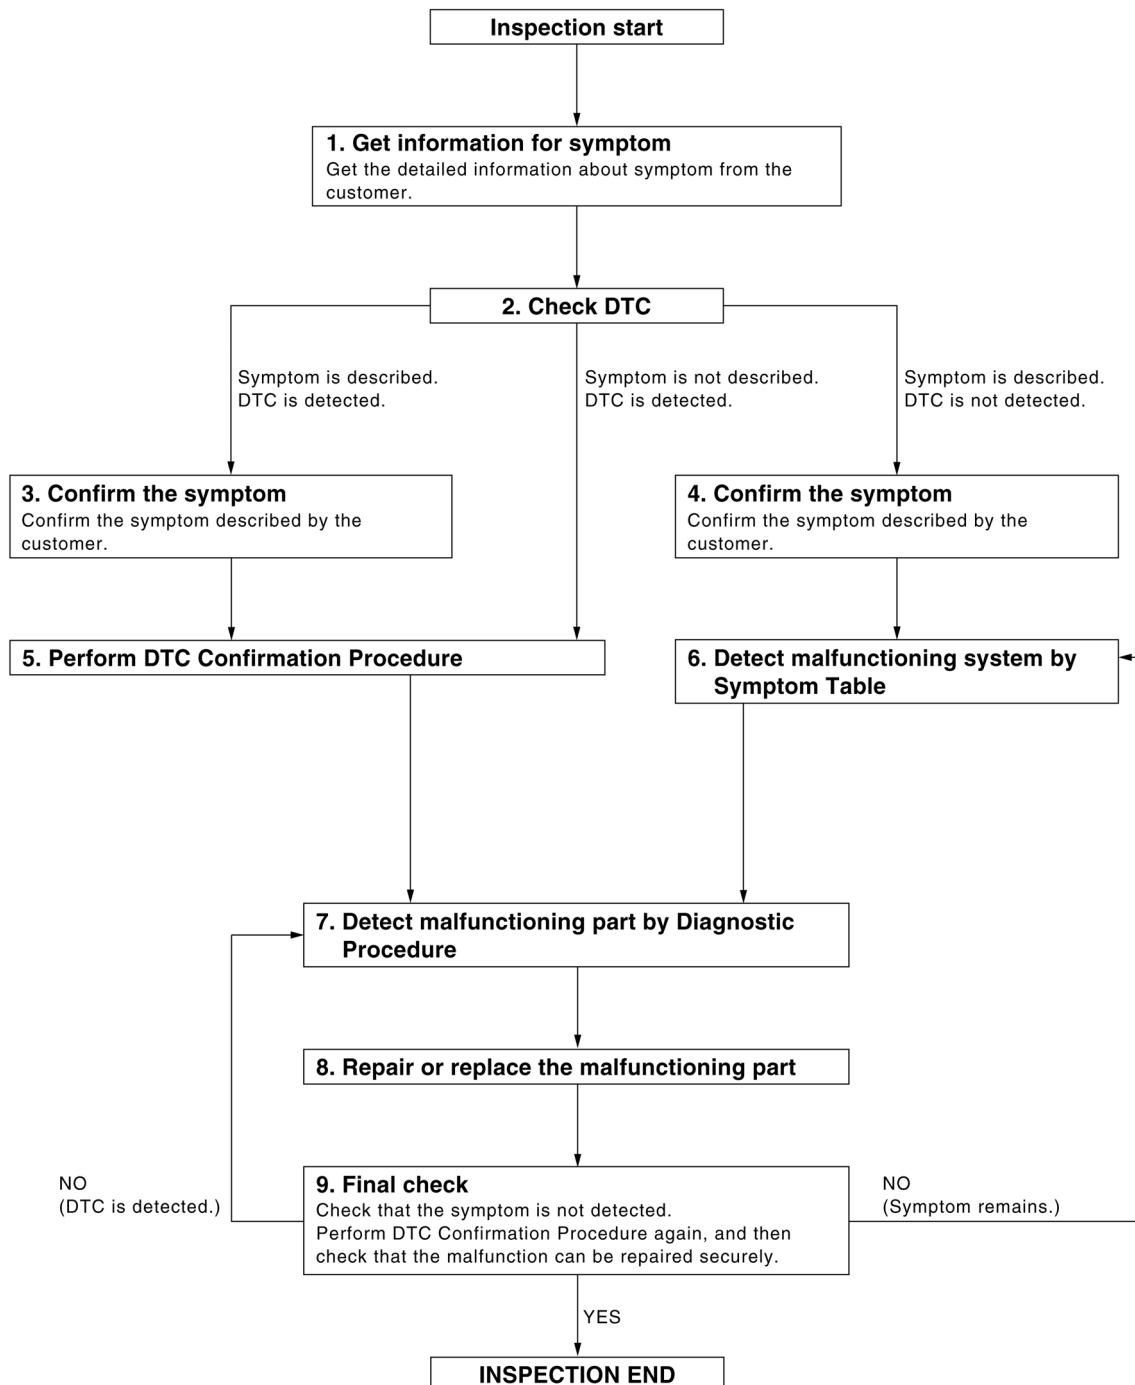 Inspection start
1. Get information for symptom
Get the detailed information about symptom from the
customer.
2. Check DTC
Symptom is described.
DTC is detected.
Symptom is not described.
DTC is detected.
Symptom is described.
DTC is not detected.
3. Confirm the symptom
Confirm the symptom described by the
customer.
4. Confirm the symptom
Confirm the symptom described by the
customer.
5. Perform DTC Confirmation Procedure
6. Detect malfunctioning system by
Symptom Table
7. Detect malfunctioning part by Diagnostic
Procedure
8. Repair or replace the malfunctioning part
NO
(DTC is detected.)
9. Final check
Check that the symptom is not detected.
Perform DTC Confirmation Procedure again, and then
check that the malfunction can be repaired securely.
NO
(Symptom remains.)
YES
INSPECTION END